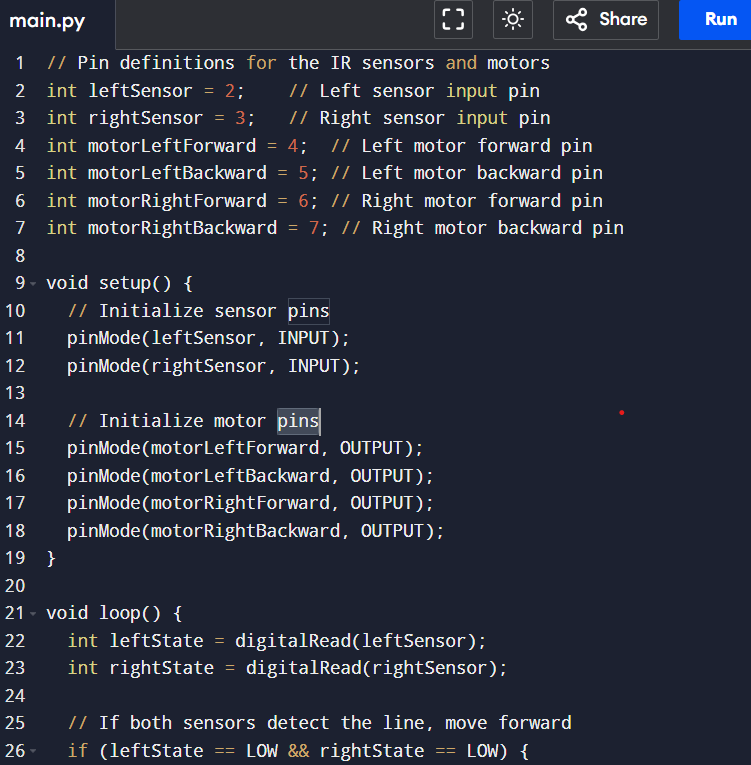 main.py
Share
Run
1 // Pin definitions for the IR sensors and motors
2 int leftSensor = 2;    // Left sensor input pin
3 int rightSensor = 3;   // Right sensor input pin
4 int motorLeftForward = 4;  // Left motor forward pin
5 int motorLeftBackward = 5; // Left motor backward pin
6 int motorRightForward = 6; // Right motor forward pin
7 int motorRightBackward = 7; // Right motor backward pin
8
9 void setup() {
10   // Initialize sensor pins
11   pinMode(leftSensor, INPUT);
12   pinMode(rightSensor, INPUT);
13
14   // Initialize motor pins
15   pinMode(motorLeftForward, OUTPUT);
16   pinMode(motorLeftBackward, OUTPUT);
17   pinMode(motorRightForward, OUTPUT);
18   pinMode(motorRightBackward, OUTPUT);
19 }
20
21 void loop() {
22   int leftState = digitalRead(leftSensor);
23   int rightState = digitalRead(rightSensor);
24
25   // If both sensors detect the line, move forward
26   if (leftState == LOW && rightState == LOW) {